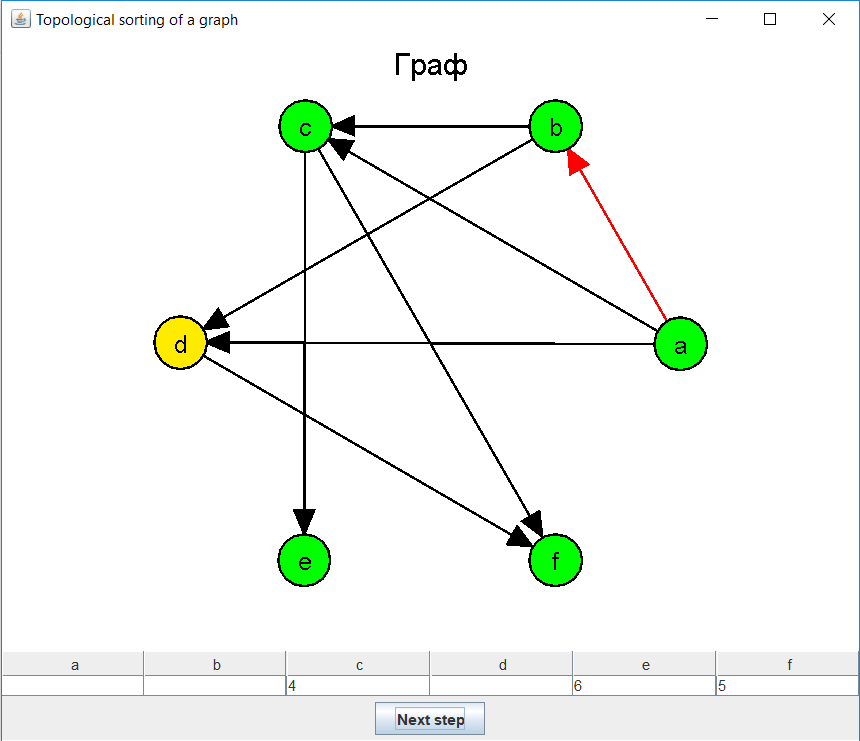 Topological sorting of a graph
Граф
c b
d a
e f
a b c d e f
4 6 5
Next step